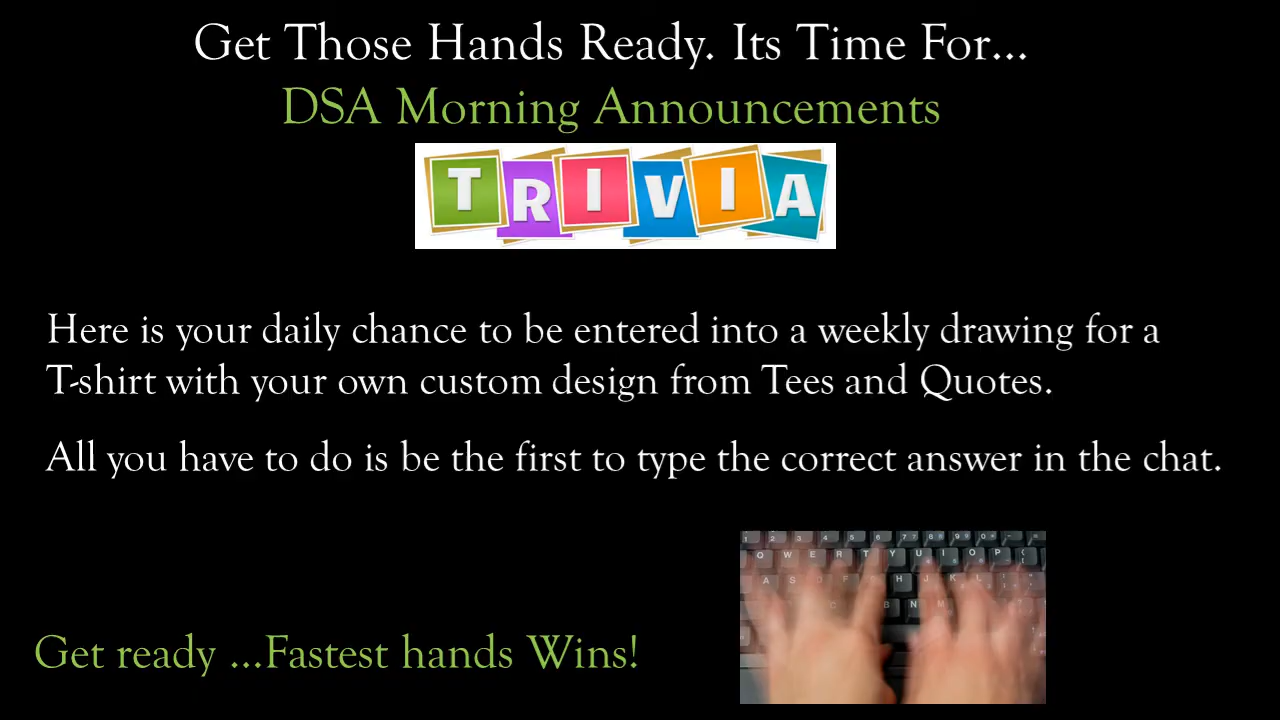 Get Those Hands Ready. Its Time For...
DSA Morning Announcements
TRIVIA
Here is your daily chance to be entered into a weekly drawing for a
T-shirt with your own custom design from Tees and Quotes.
All you have to do is be the first to type the correct answer in the chat.
Q W E R T Y U I O P
A S D F H J K L
C B N M
Get ready ...Fastest hands Wins!